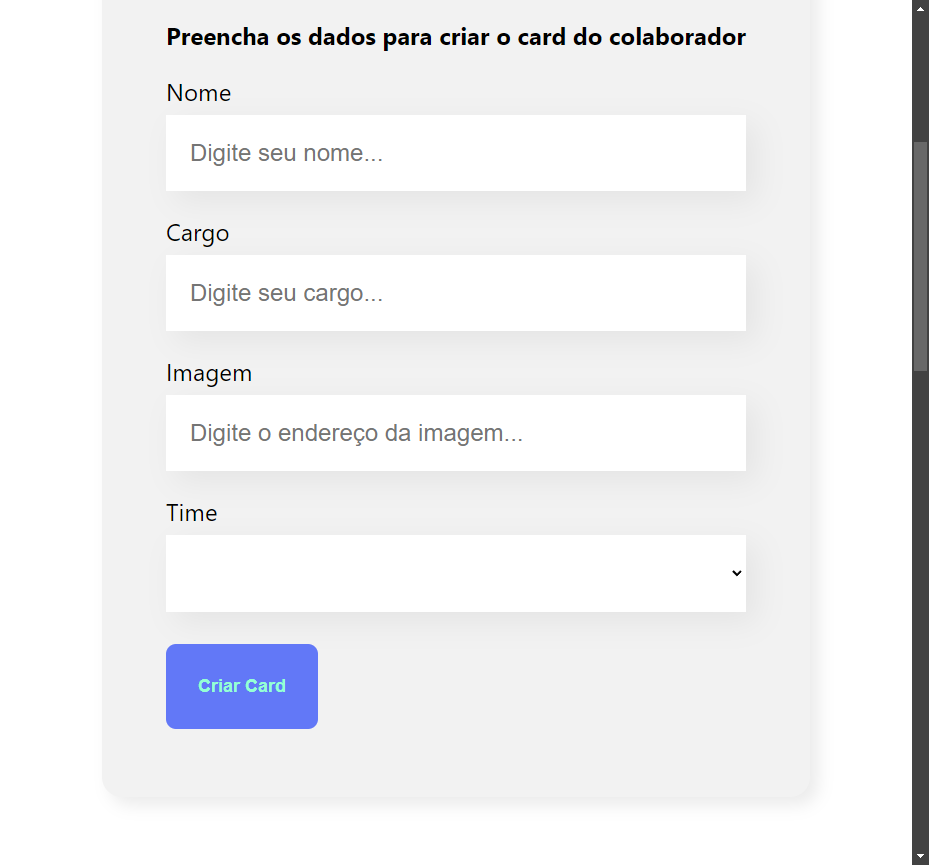 Preencha os dados para criar o card do colaborador
Nome
Digite seu nome...
Cargo
Digite seu cargo...
Imagem
Digite o endereço da imagem...
Time
Criar Card